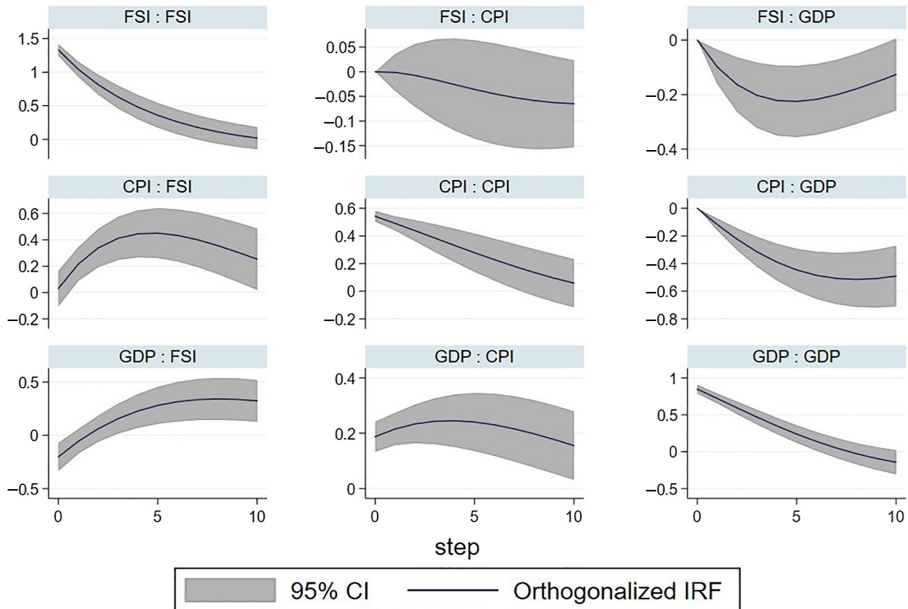 FSI : FSI FSI : CPI FSI : GDP
1.5 0.05 0
1 0 −0.2
0.5 −0.05 −0.4
0 −0.1
−0.15
CPI : FSI CPI : CPI CPI : GDP
0.6 0.6 0
0.4 0.4 −0.2
0.2 0.2 −0.4
0 0 −0.6
−0.2 −0.2 −0.8
GDP : FSI GDP : CPI GDP : GDP
0.5 0.4 1
0 0.2 0.5
−0.5 0 0
−0.5
0 5 10 0 5 10 0 5 10
step
95% CI Orthogonalized IRF